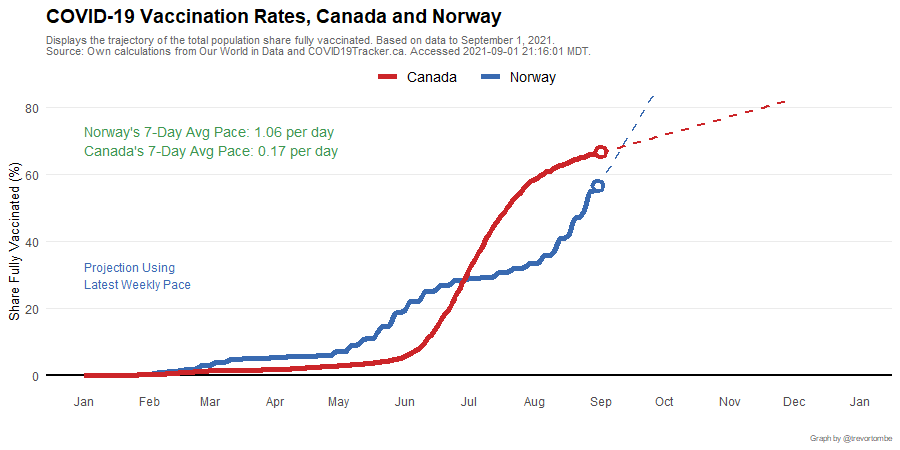 COVID-19 Vaccination Rates, Canada and Norway
Displays the trajectory of the total population share fully vaccinated. Based on data to September 1, 2021.
Source: Own calculations from Our World in Data and COVID19Tracker.ca. Accessed 2021-09-01 21:16:01 MDT.
Canada Norway
Norway's 7-Day Avg Pace: 1.06 per day
Canada's 7-Day Avg Pace: 0.17 per day
Projection Using
Latest Weekly Pace
Share Fully Vaccinated (%)
80
60
40
20
0
Jan Feb Mar Apr May Jun Jul Aug Sep Oct Nov Dec Jan
Graph by @trevortombe